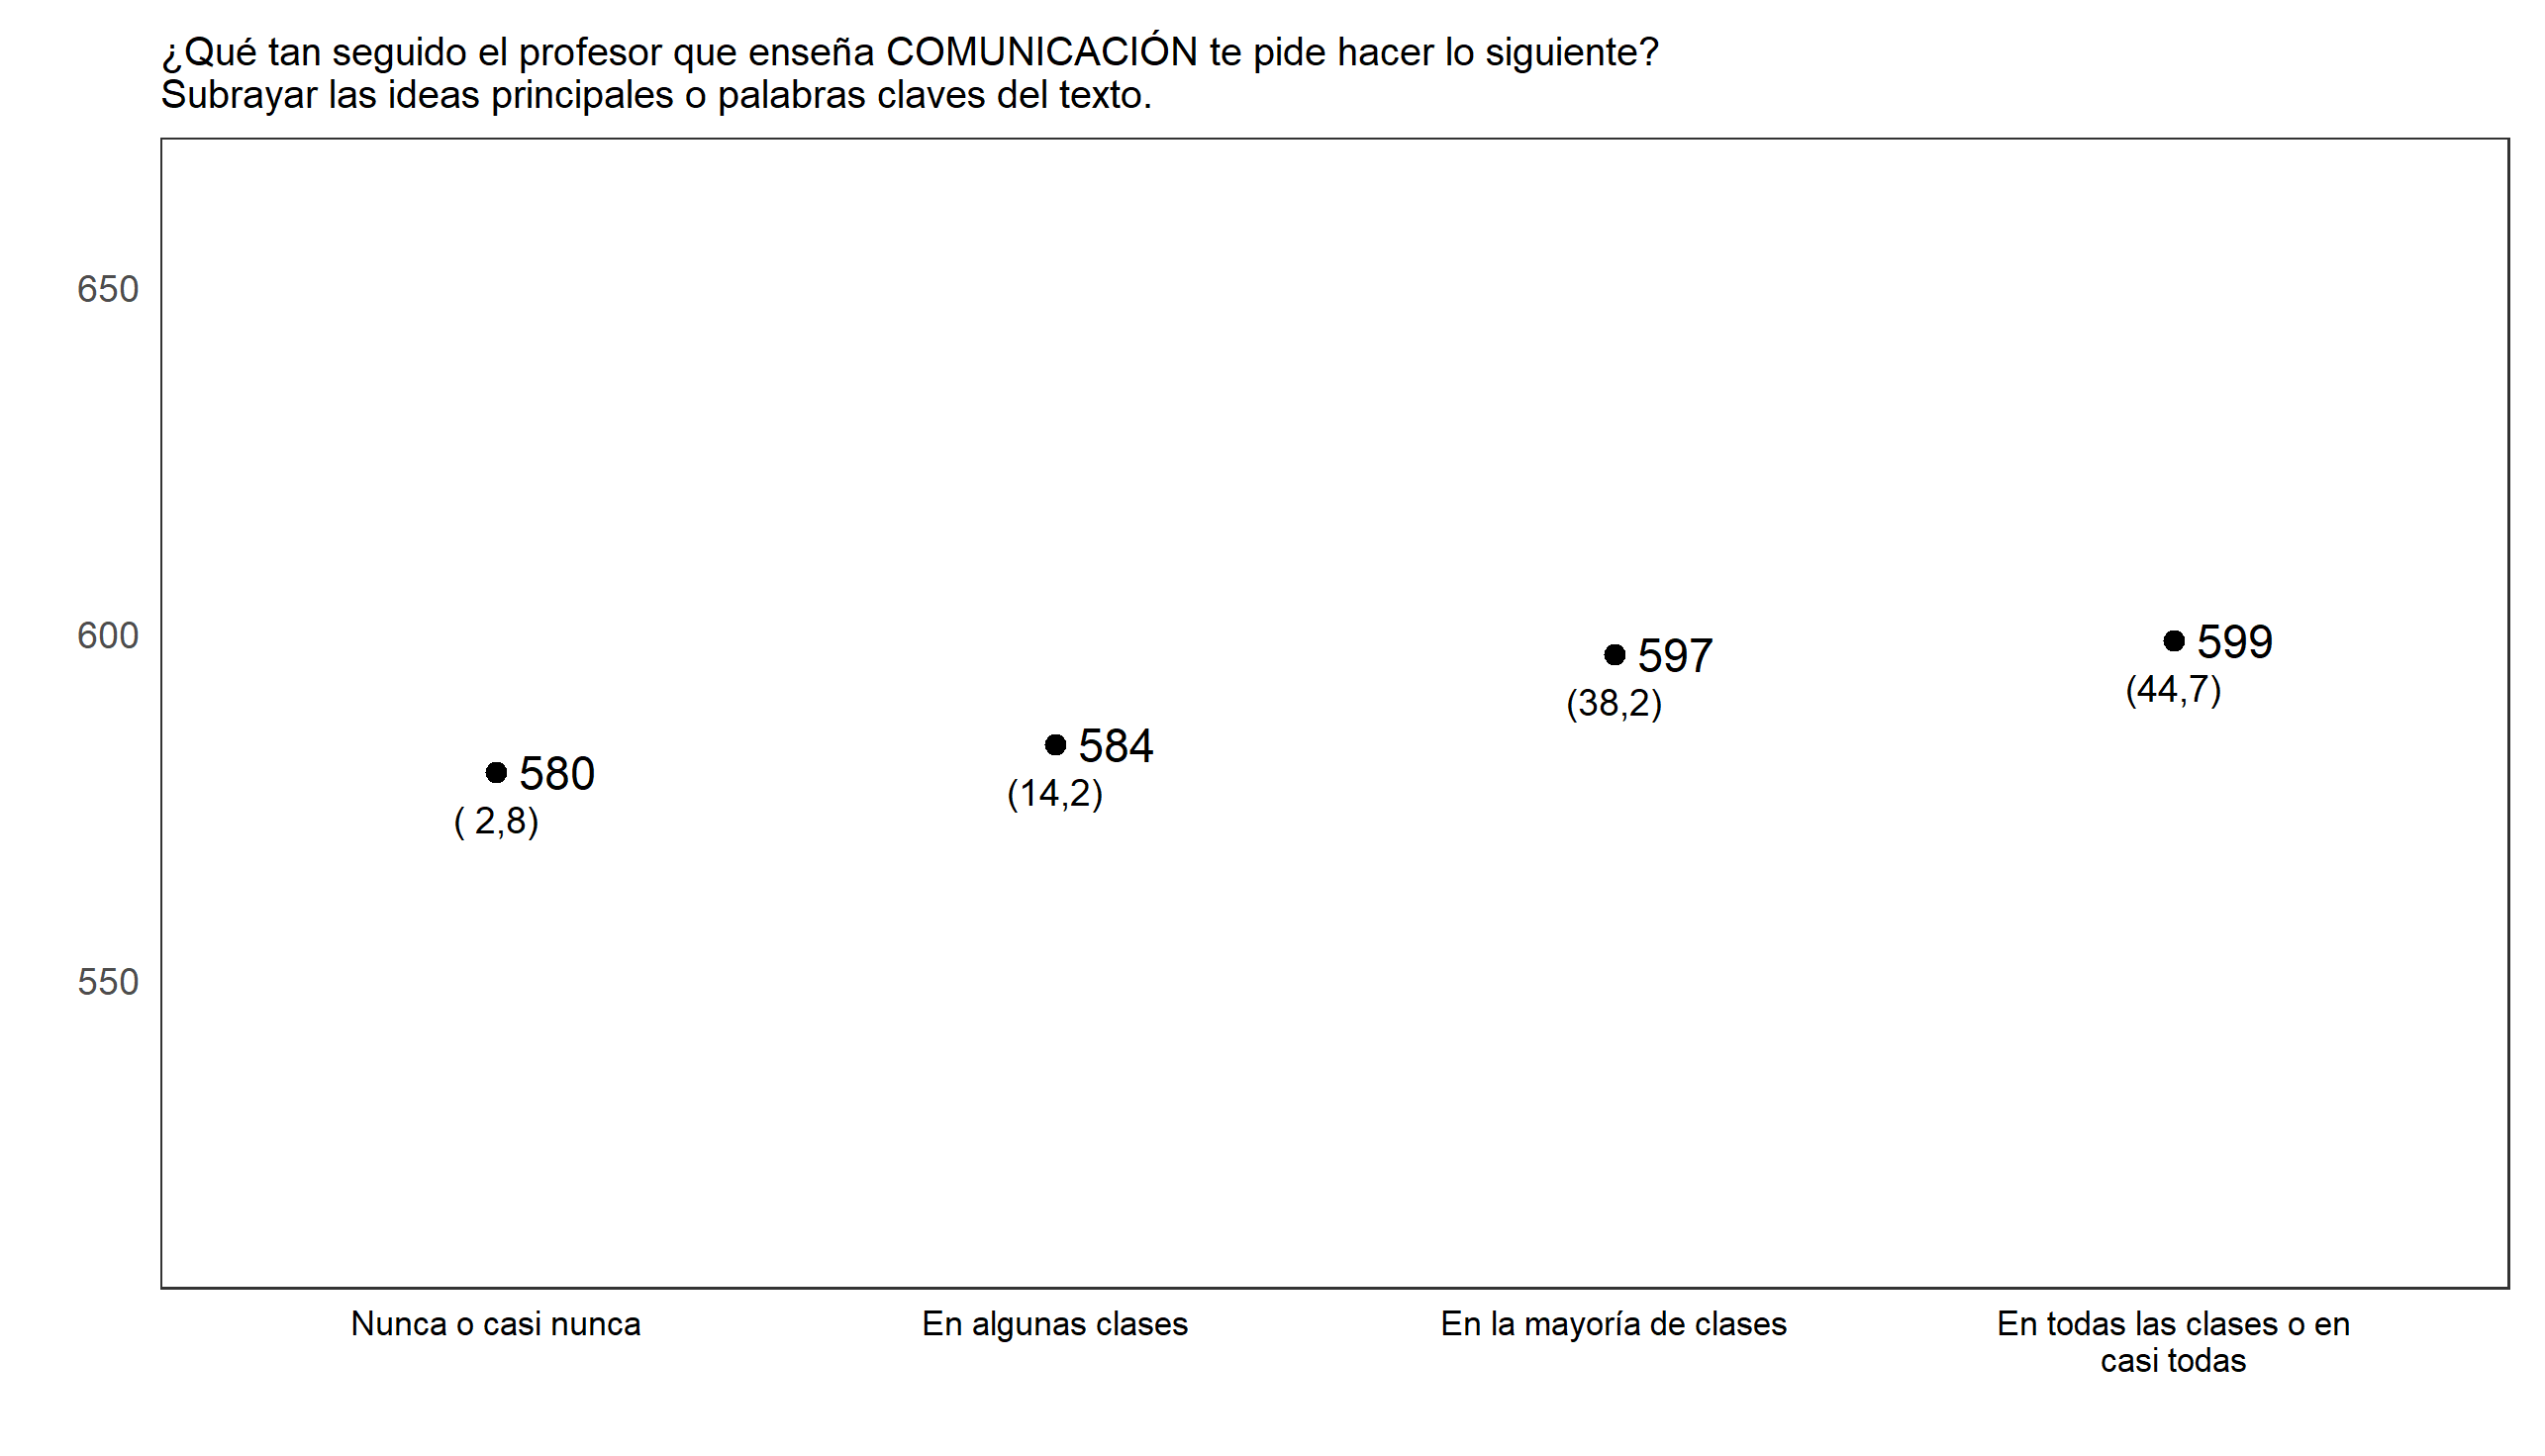 ¿Qué tan seguido el profesor que enseña COMUNICACIÓN te pide hacer lo siguiente?
Subrayar las ideas principales o palabras claves del texto.
650
600
550
580
( 2,8)
584
(14,2)
597
(38,2)
599
(44,7)
Nunca o casi nunca
En algunas clases
En la mayoría de clases
En todas las clases o en
casi todas